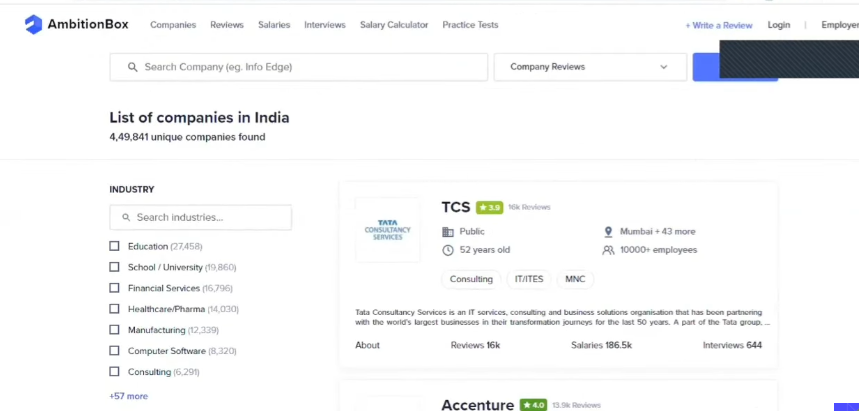 AmbitionBox Companies Reviews Salaries Interviews Salary Calculator Practice Tests + Write a Review Login | Employer
Search Company (eg. Info Edge) Company Reviews
List of companies in India
4,49,841 unique companies found
INDUSTRY
Search industries...
Education (27,458)
School / University (19,860)
Financial Services (16,796)
Healthcare/Pharma (14,030)
Manufacturing (12,339)
Computer Software (8,320)
Consulting (6,291)
+57 more
TATA
CONSULTANCY
SERVICES
TCS ★ 3.9 16k Reviews
Public Mumbai + 43 more
52 years old 10000+ employees
Consulting IT/ITES MNC
Tata Consultancy Services is an IT services, consulting and business solutions organisation that has been partnering
with the world's largest businesses in their transformation journeys for the last 50 years. A part of the Tata group, ...
About Reviews 16k Salaries 186.5k Interviews 644
Accenture ★ 4.0 13.9k Reviews